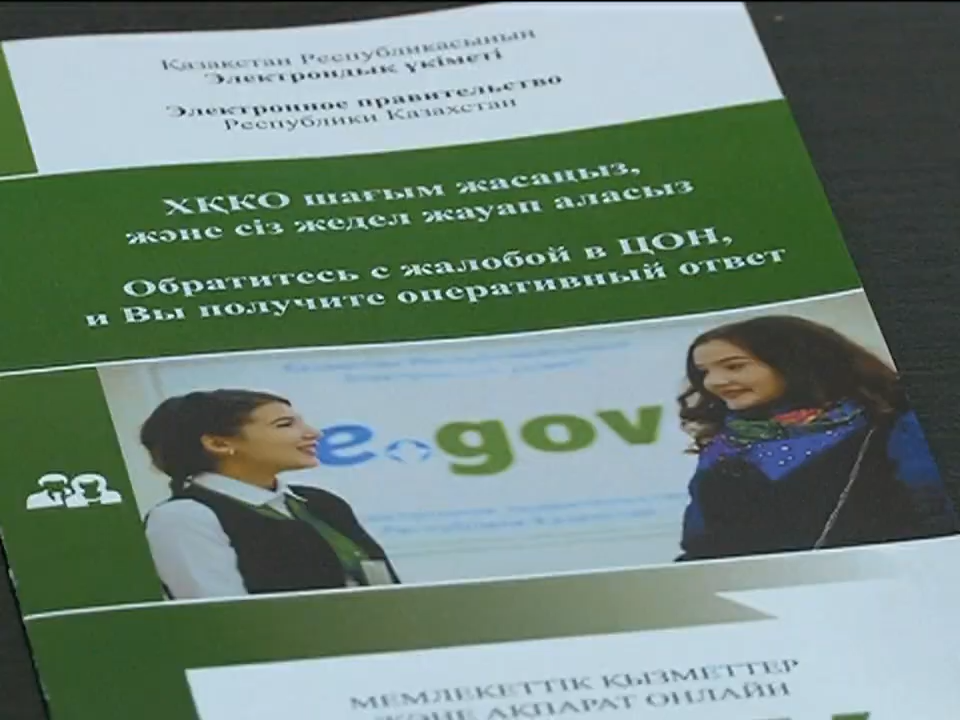 Қазақстан Республикасының
Электрондық үкіметі
Электронное правительство
Республики Казахстан
ХҚКО шағым жасаңыз,
және сіз жедел жауап аласыз
Обратитесь с жалобой в ЦОН,
и Вы получите оперативный ответ
e.gov
МЕМЛЕКЕТТІК ҚЫЗМЕТТЕР
ЖӘНЕ АҚПАРАТ ОНЛАЙН